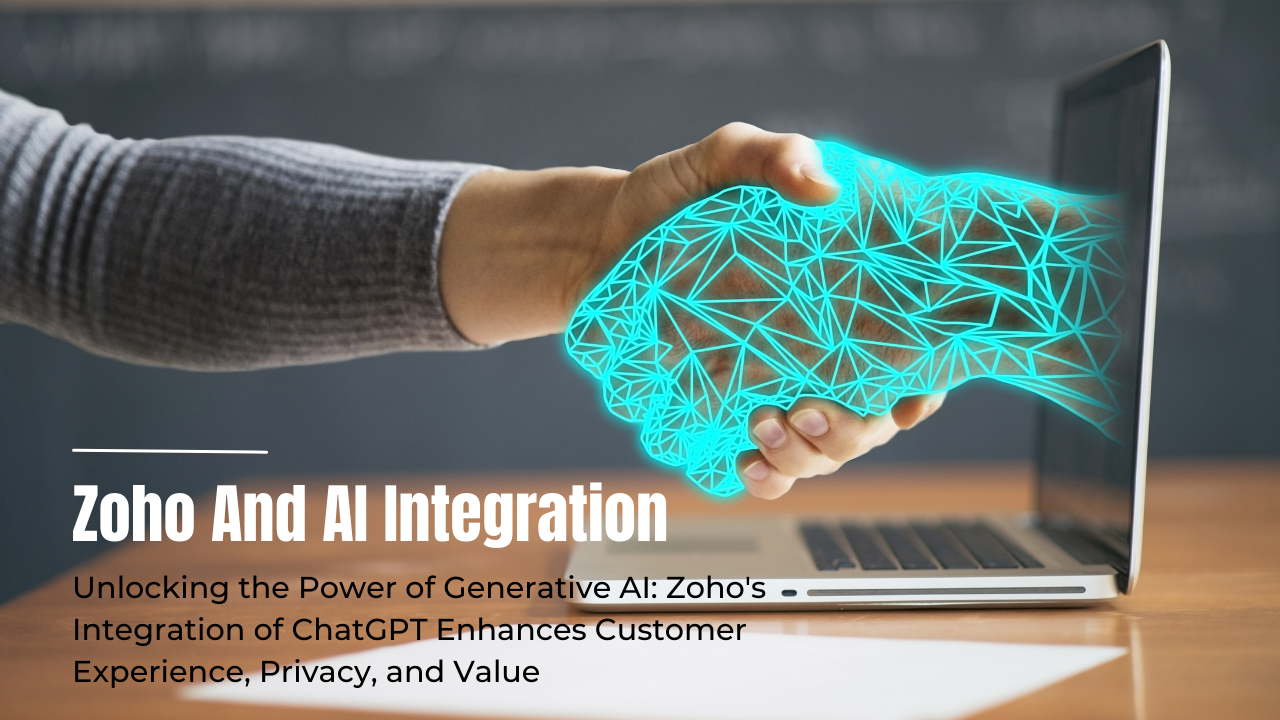 Zoho And AI Integration
Unlocking the Power of Generative AI: Zoho's
Integration of ChatGPT Enhances Customer
Experience, Privacy, and Value